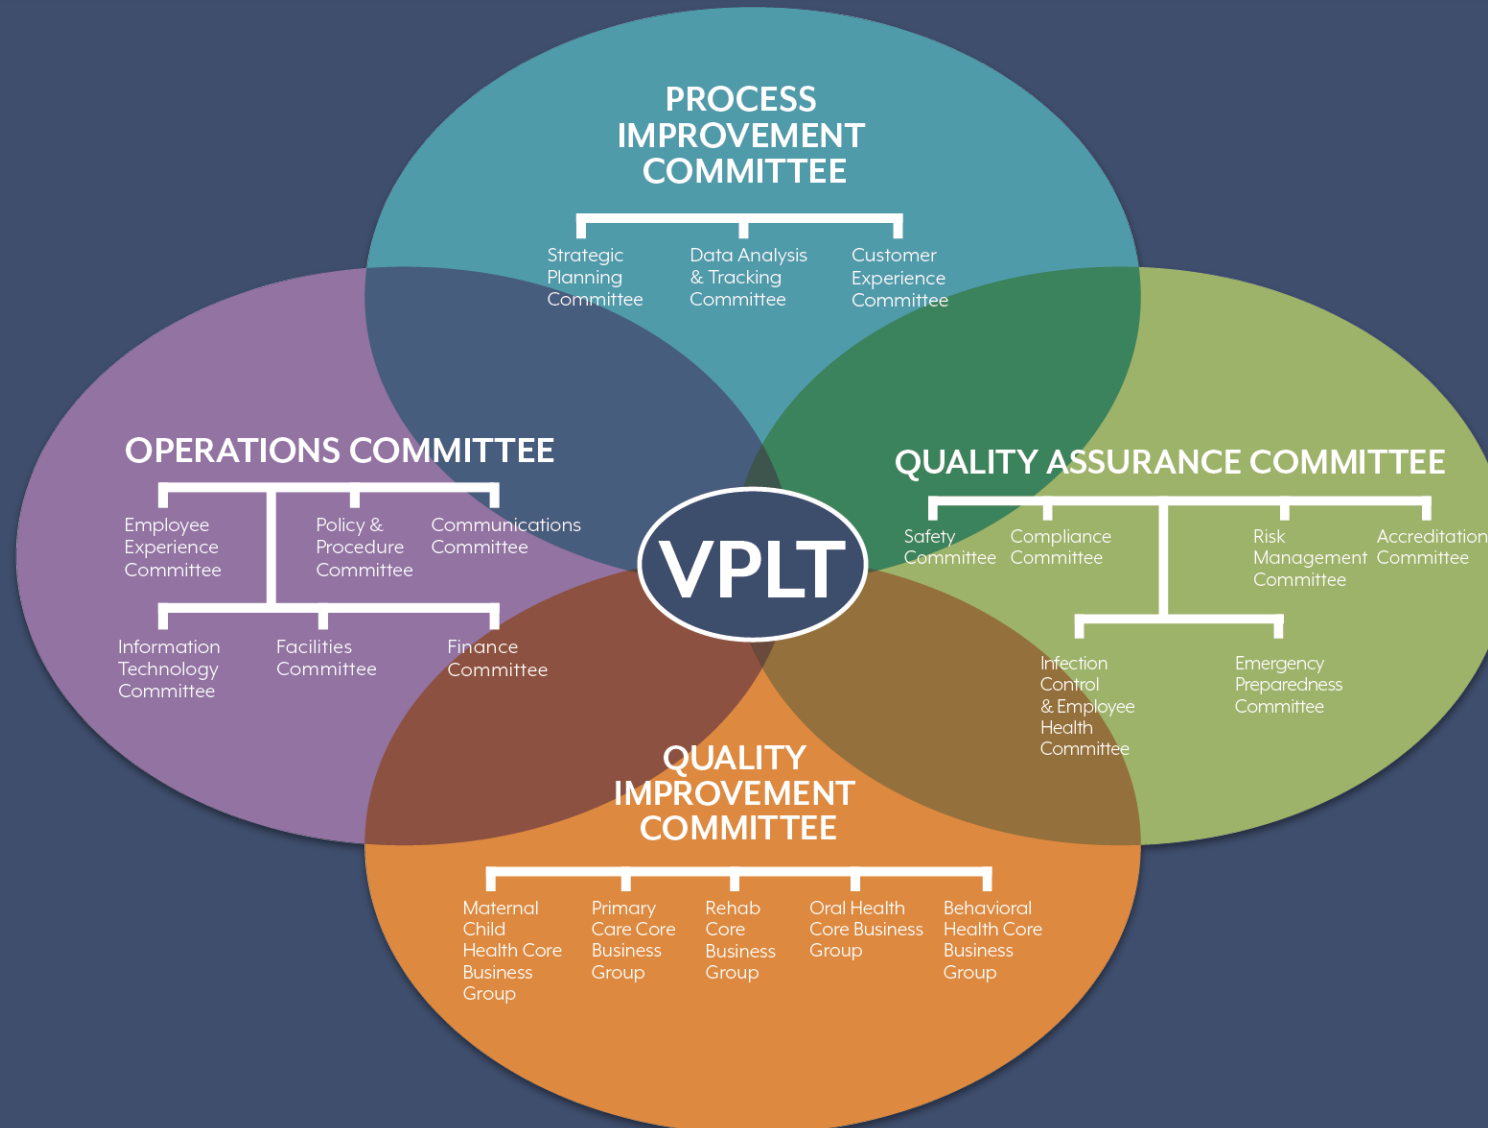 PROCESS
IMPROVEMENT
COMMITTEE
Strategic
Planning
Committee
Data Analysis
& Tracking
Committee
Customer
Experience
Committee
OPERATIONS COMMITTEE
Employee
Experience
Committee
Policy &
Procedure
Committee
Communications
Committee
Information
Technology
Committee
Facilities
Committee
Finance
Committee
VPLT
QUALITY ASSURANCE COMMITTEE
Safety
Committee
Compliance
Committee
Risk
Management
Committee
Accreditation
Committee
Infection
Control
& Employee
Health
Committee
Emergency
Preparedness
Committee
QUALITY
IMPROVEMENT
COMMITTEE
Maternal
Child
Health Core
Business
Group
Primary
Care Core
Business
Group
Rehab
Core
Business
Group
Oral Health
Core Business
Group
Behavioral
Health Core
Business
Group